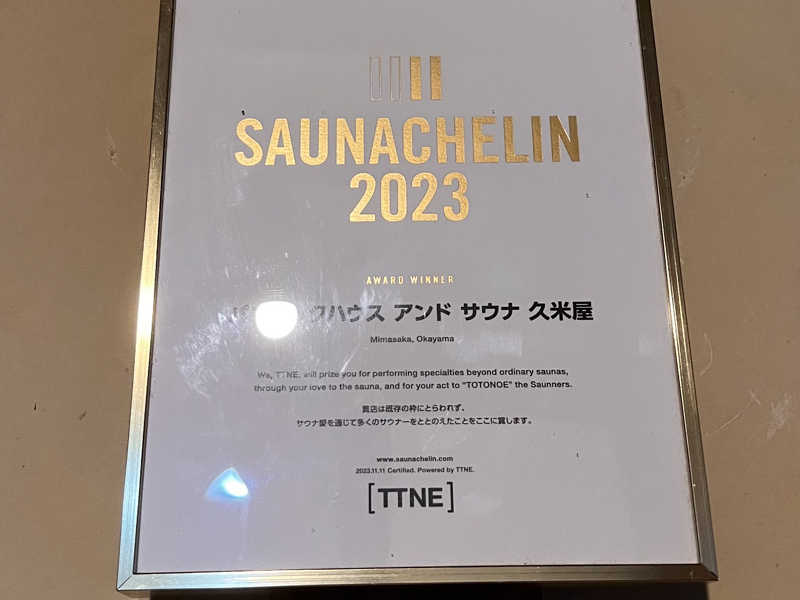 SAUNACHELIN
2023
AWARD WINNER
クハウス アンド サウナ 久米屋
Mimasaka, Okayama
We, TTNE, will prize you for performing specialties beyond ordinary saunas,
through your love to the sauna, and for your act to "TOTONOE" the Saunners.
貴店は既存の枠にとらわれず、
サウナ愛を通じて多くのサウナーをととのえたことをここに賞します。
www.saunachelin.com
2023.11.11 Certified. Powered by TTNE.
[TTNE]